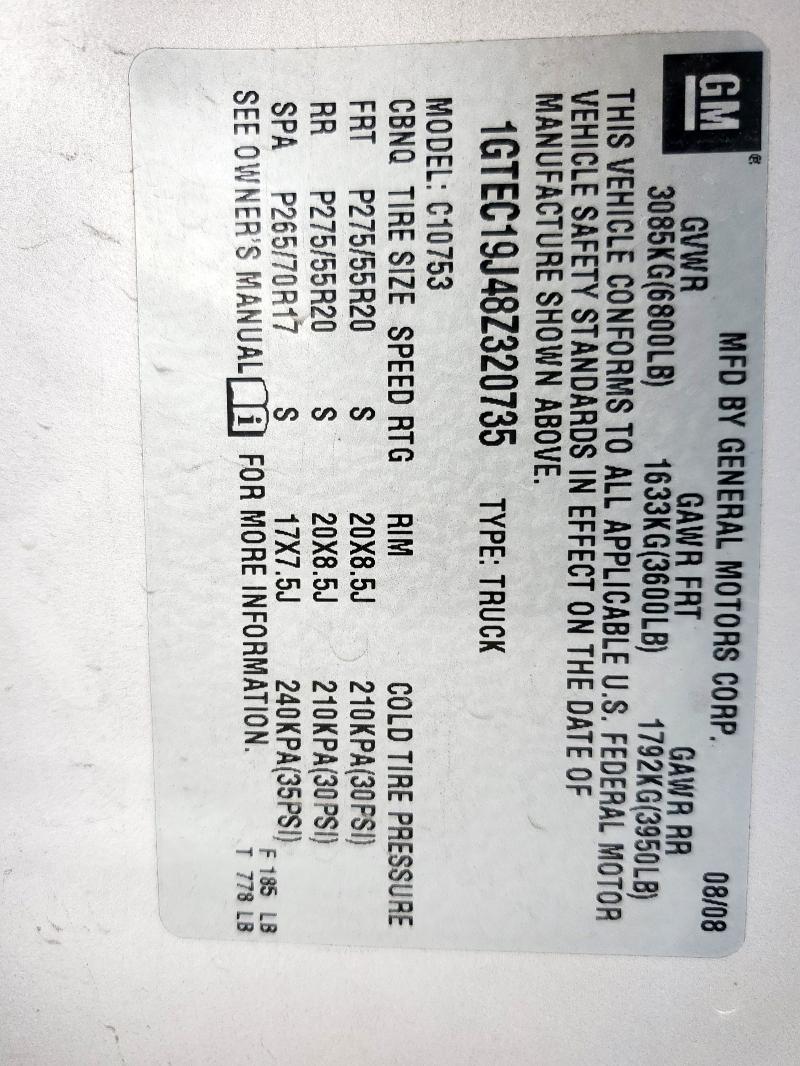 GM®
MFD BY GENERAL MOTORS CORP. 08/08
GVWR GAWR FRT GAWR RR
3085KG(6800LB) 1633KG(3600LB) 1792KG(3950LB)
THIS VEHICLE CONFORMS TO ALL APPLICABLE U.S. FEDERAL MOTOR
VEHICLE SAFETY STANDARDS IN EFFECT ON THE DATE OF
MANUFACTURE SHOWN ABOVE.
1GTEC19J48Z320735 TYPE: TRUCK
MODEL: C10753
CBNQ TIRE SIZE SPEED RTG RIM COLD TIRE PRESSURE
FRT P275/55R20 S 20X8.5J 210KPA(30PSI)
RR P275/55R20 S 20X8.5J 210KPA(30PSI)
SPA P265/70R17 S 17X7.5J 240KPA(35PSI)
SEE OWNER'S MANUAL i FOR MORE INFORMATION.
F 185 LB
T 778 LB